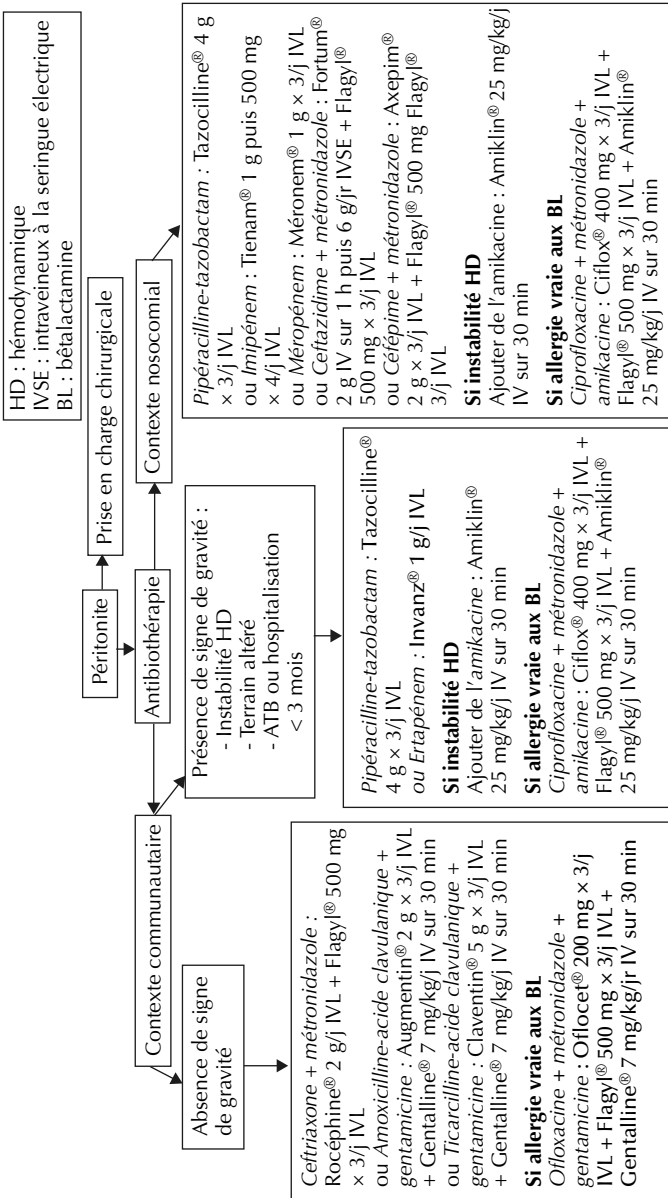 HD : hémodynamique
IVSE : intraveineux à la seringue électrique
BL : bêtalactamine
Péritonite
Prise en charge chirurgicale
Antibiothérapie
Contexte communautaire
Contexte nosocomial
Absence de signe
de gravité
Présence de signe de gravité :
- Instabilité HD
- Terrain altéré
- ATB ou hospitalisation
< 3 mois
Ceftriaxone + métronidazole :
Rocéphine® 2 g/j IVL + Flagyl® 500 mg
× 3/j IVL
ou Amoxicilline-acide clavulanique +
gentamicine : Augmentin® 2 g × 3/j IVL
+ Gentalline® 7 mg/kg/j IV sur 30 min
ou Ticarcilline-acide clavulanique +
gentamicine : Claventin® 5 g × 3/j IVL
+ Gentalline® 7 mg/kg/j IV sur 30 min
Si allergie vraie aux BL
Ofloxacine + métronidazole +
gentamicine : Oflocet® 200 mg × 3/j
IVL + Flagyl® 500 mg × 3/j IVL +
Gentalline® 7 mg/kg/jr IV sur 30 min
Pipéracilline-tazobactam : Tazocilline®
4 g × 3/j IVL
ou Ertapénem : Invanz® 1 g/j IVL
Si instabilité HD
Ajouter de l'amikacine : Amiklin®
25 mg/kg/j IV sur 30 min
Si allergie vraie aux BL
Ciprofloxacine + métronidazole +
amikacine : Ciflox® 400 mg × 3/j IVL +
Flagyl® 500 mg × 3/j IVL + Amiklin®
25 mg/kg/j IV sur 30 min
Pipéracilline-tazobactam : Tazocilline® 4 g
× 3/j IVL
ou Imipénem : Tienam® 1 g puis 500 mg
× 4/j IVL
ou Méropénem : Méronem® 1 g × 3/j IVL
ou Ceftazidime + métronidazole : Fortum®
2 g IV sur 1 h puis 6 g/jr IVSE + Flagyl®
500 mg × 3/j IVL
ou Céfépime + métronidazole : Axepim®
2 g × 3/j IVL + Flagyl® 500 mg Flagyl®
3/j IVL
Si instabilité HD
Ajouter de l'amikacine : Amiklin® 25 mg/kg/j
IV sur 30 min
Si allergie vraie aux BL
Ciprofloxacine + métronidazole +
amikacine : Ciflox® 400 mg × 3/j IVL +
Flagyl® 500 mg × 3/j IVL + Amiklin®
25 mg/kg/j IV sur 30 min